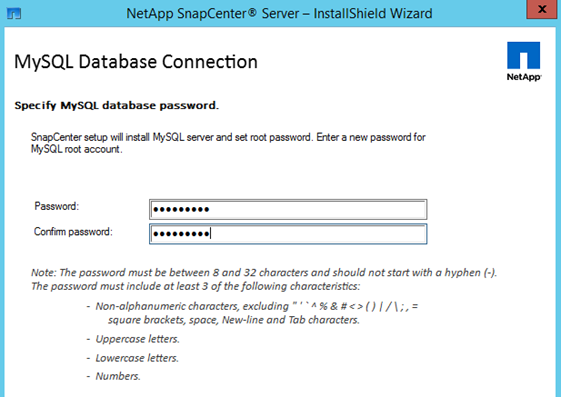 NetApp SnapCenter® Server – InstallShield Wizard
x
MySQL Database Connection
NetApp®
Specify MySQL database password.
SnapCenter setup will install MySQL server and set root password. Enter a new password for
MySQL root account.
Password: •••••••••
Confirm password: •••••••••
Note: The password must be between 8 and 32 characters and should not start with a hyphen (-).
The password must include at least 3 of the following characteristics:
- Non-alphanumeric characters, excluding " ' ` ^ % & # < > ( ) | / \ ; , =
square brackets, space, New-line and Tab characters.
- Uppercase letters.
- Lowercase letters.
- Numbers.